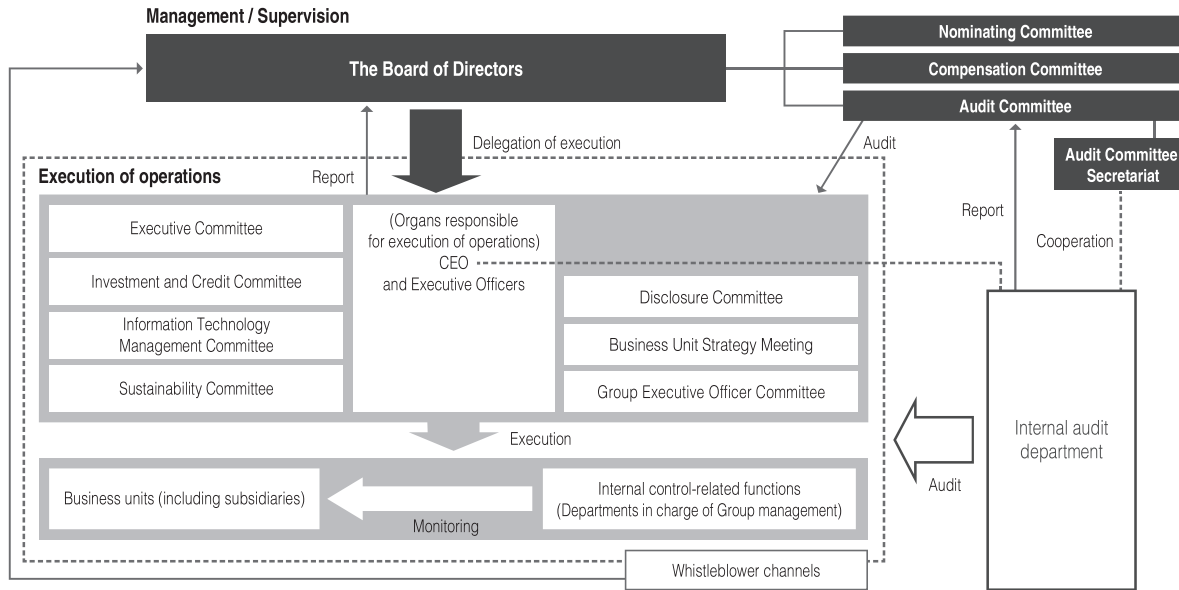 Management / Supervision
The Board of Directors
Nominating Committee
Compensation Committee
Audit Committee
Audit Committee
Secretariat
Delegation of execution
Audit
Report
Cooperation
Execution of operations
Report
Executive Committee
Investment and Credit Committee
Information Technology
Management Committee
Sustainability Committee
(Organs responsible
for execution of operations)
CEO
and Executive Officers
Disclosure Committee
Business Unit Strategy Meeting
Group Executive Officer Committee
Execution
Internal audit
department
Audit
Business units (including subsidiaries)
Monitoring
Internal control-related functions
(Departments in charge of Group management)
Whistleblower channels